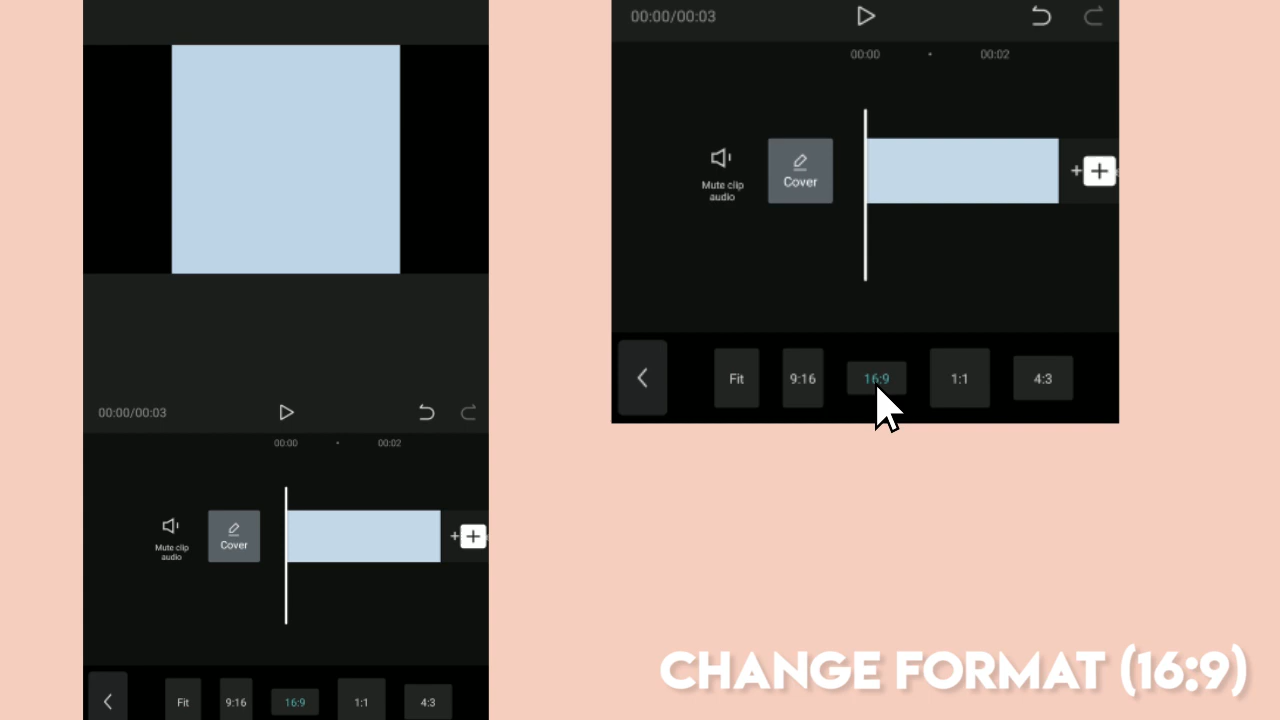 00:00/00:03
00:00 00:02
Mute clip
audio
Cover
Fit 9:16 16:9 1:1 4:3
00:00/00:03
00:00 00:02
Mute clip
audio
Cover
Fit 9:16 16:9 1:1 4:3
CHANGE FORMAT (16:9)